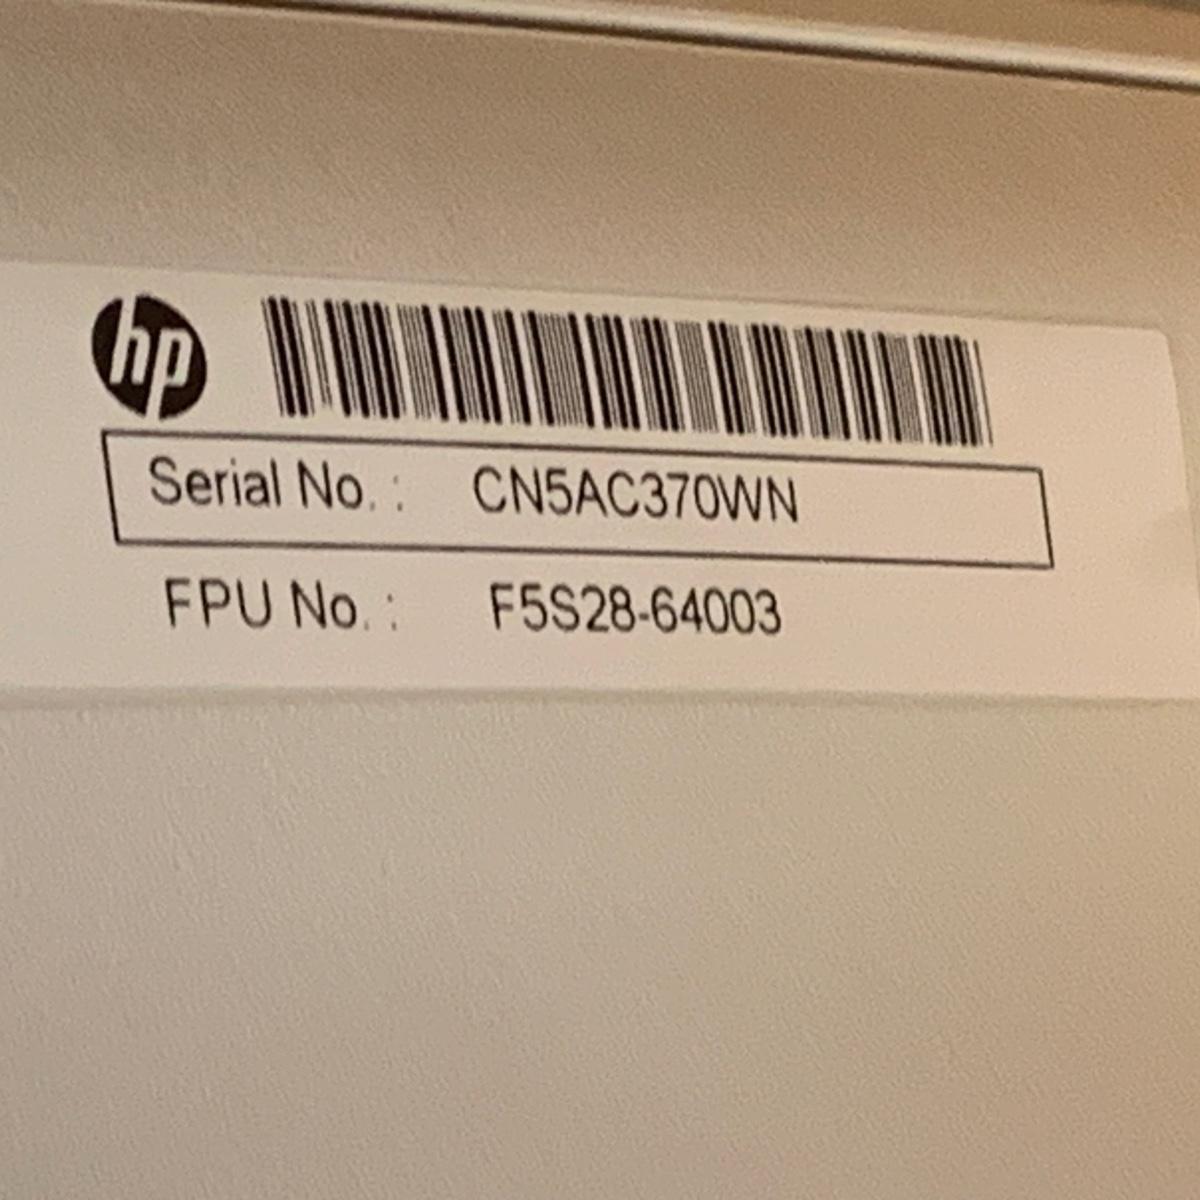 hp
Serial No. : CN5AC370WN
FPU No. : F5S28-64003